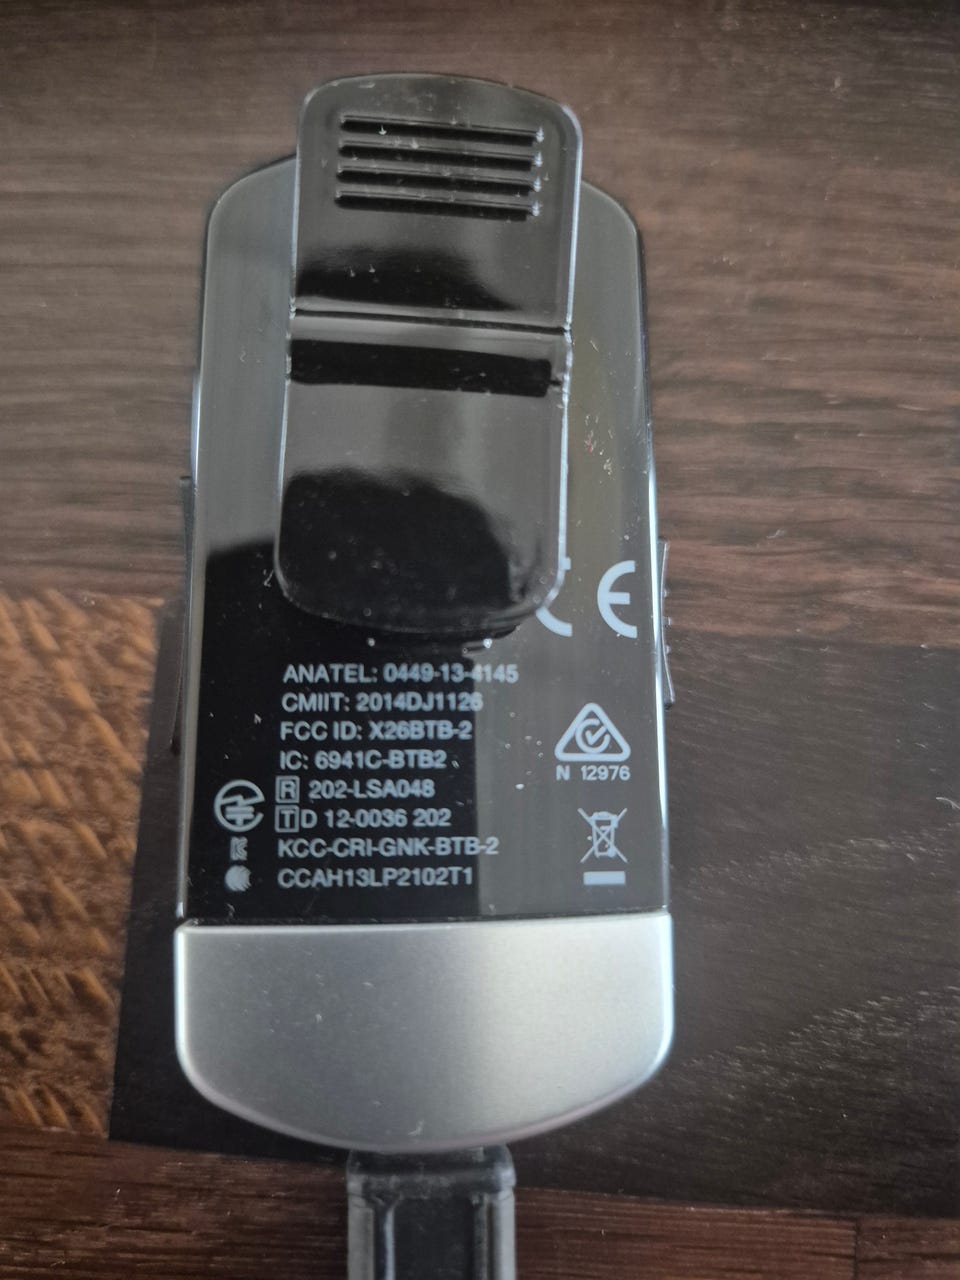 CE
ANATEL: 0449-13-4145
CMIIT: 2014DJ1126
FCC ID: X26BTB-2
IC: 6941C-BTB2
R 202-LSA048
T D 12-0036 202
KCC-CRI-GNK-BTB-2
CCAH13LP2102T1
N 12976